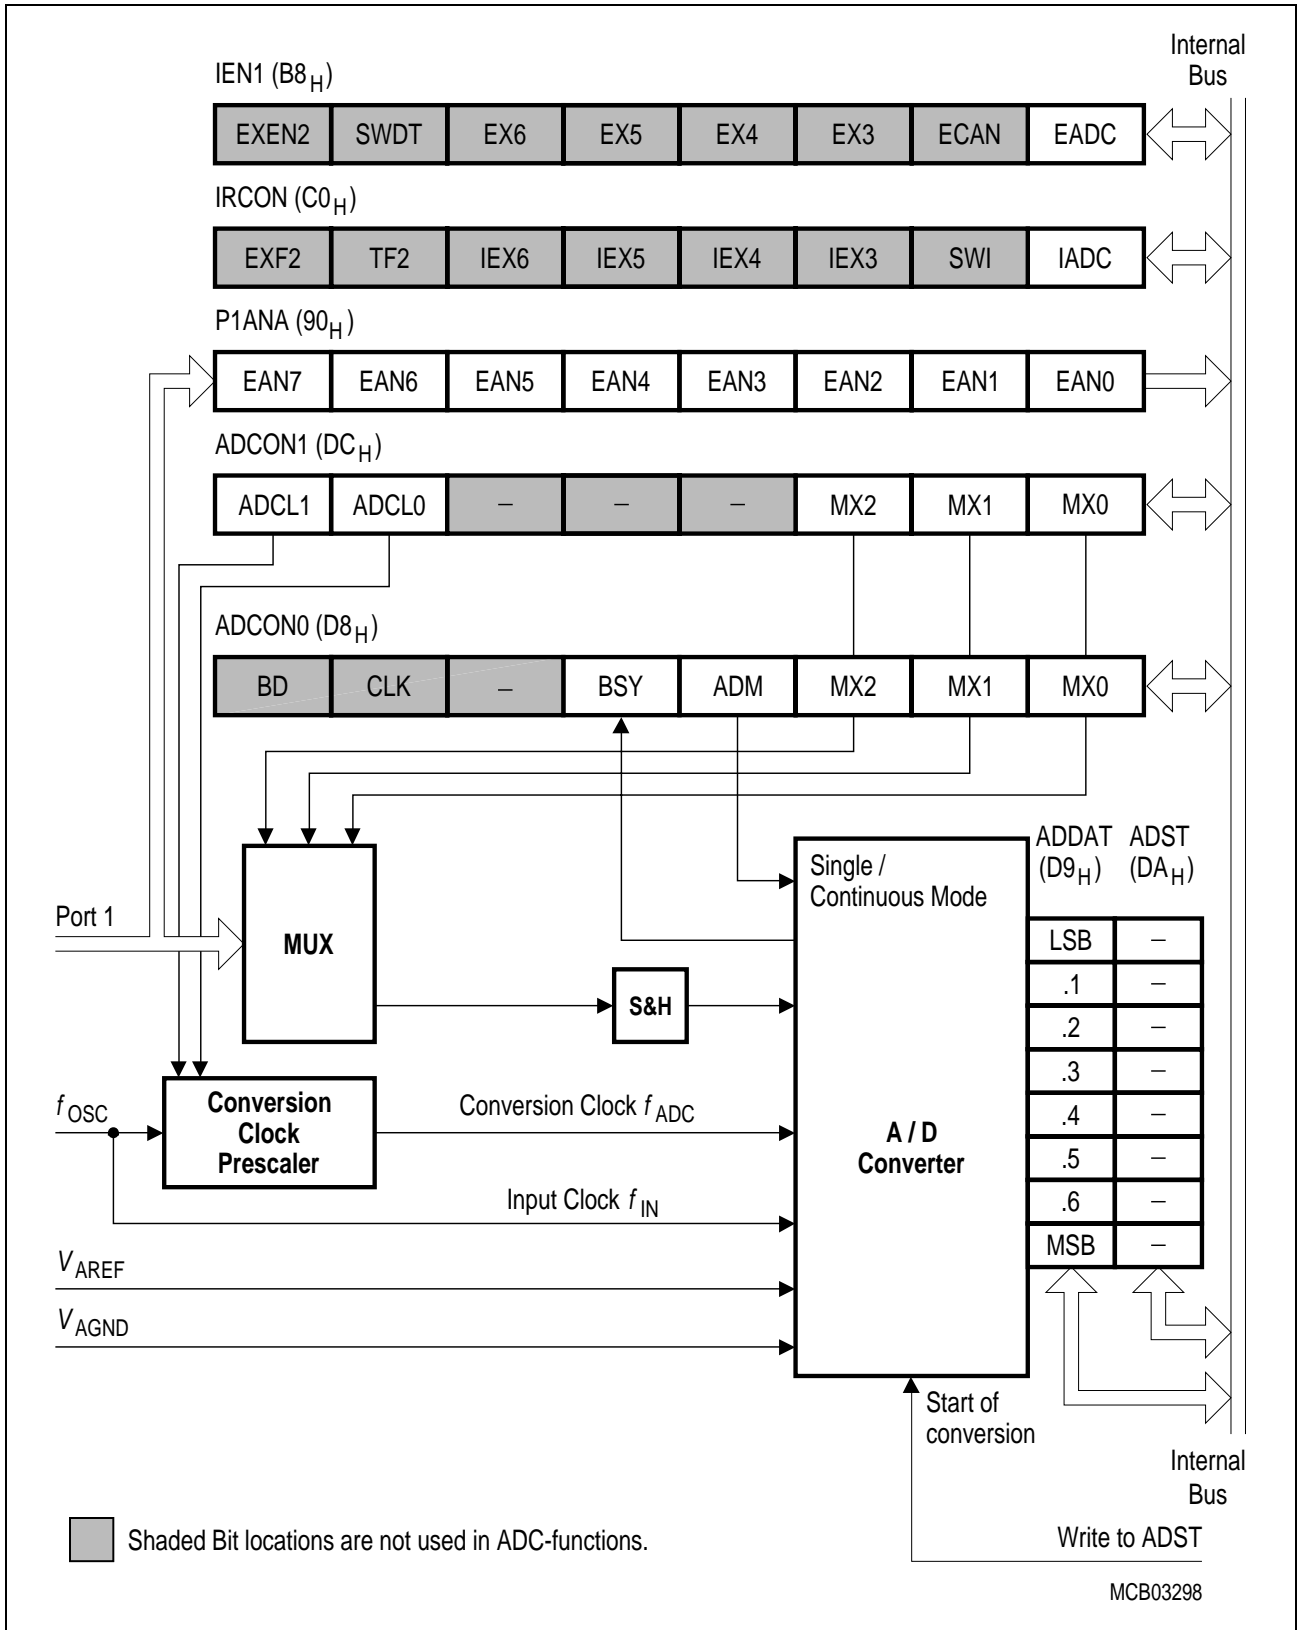 Internal
Bus
IEN1 (B8H)
EXEN2 SWDT EX6 EX5 EX4 EX3 ECAN EADC
IRCON (C0H)
EXF2 TF2 IEX6 IEX5 IEX4 IEX3 SWI IADC
P1ANA (90H)
EAN7 EAN6 EAN5 EAN4 EAN3 EAN2 EAN1 EAN0
ADCON1 (DCH)
ADCL1 ADCL0 – – – MX2 MX1 MX0
ADCON0 (D8H)
BD CLK – BSY ADM MX2 MX1 MX0
ADDAT ADST
(D9H) (DAH)
Single /
Continuous Mode
Port 1
MUX
LSB –
.1 –
S&H
.2 –
.3 –
fOSC
Conversion
Clock
Prescaler
Conversion Clock fADC
A / D
Converter
.4 –
.5 –
Input Clock fIN
.6 –
MSB –
VAREF
VAGND
Start of
conversion
Internal
Bus
Shaded Bit locations are not used in ADC-functions.
Write to ADST
MCB03298